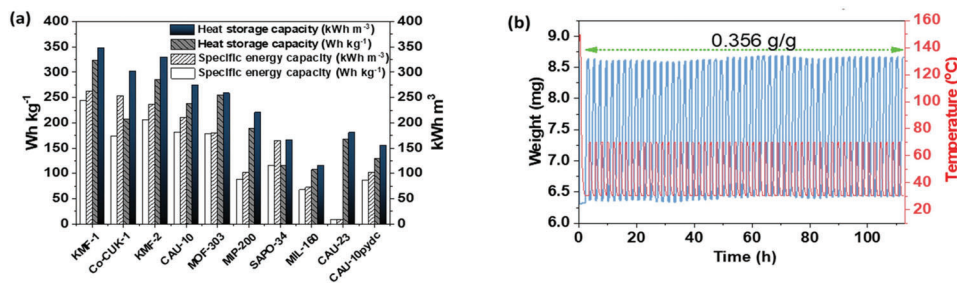 (a)
400
350
300
250
200
150
100
50
0
Wh kg⁻¹
Heat storage capacity (kWh m⁻³)
Heat storage capacity (Wh kg⁻¹)
Specific energy capacity (kWh m⁻³)
Specific energy capacity (Wh kg⁻¹)
400
350
300
250
200
150
100
50
0
kWh m³
KMF-1
Co-CUK-1
KMF-2
CAU-10
MOF-303
MIP-200
SAPO-34
MIL-160
CAU-23
CAU-10pydc
(b)
9.0
8.5
8.0
7.5
7.0
6.5
6.0
Weight (mg)
0.356 g/g
160
140
120
100
80
60
40
20
Temperature (°C)
0
20
40
60
80
100
Time (h)